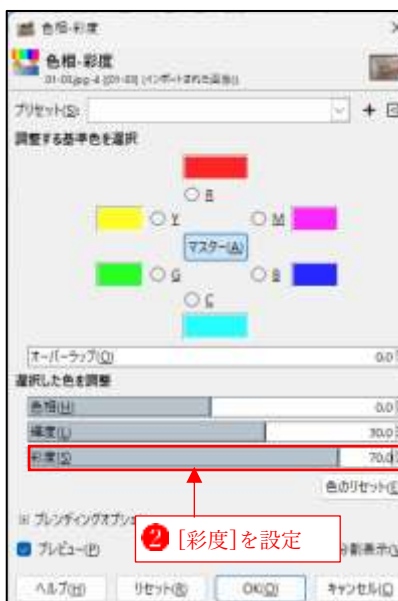 色相-彩度
色相-彩度
プリセット(S):
調整する基準色を選択
R
Y
M
マスター(A)
G
B
C
オーバーラップ(O) 0.0
選択した色を調整
色相(H) 0.0
輝度(L) 30.0
彩度(S) 70.0
色のリセット(E
ブレンディングオプシ
2 [彩度]を設定
プレビュー(P) 分割表示(V
ヘルプ(H) リセット(R) OK(O) キャンセル(C